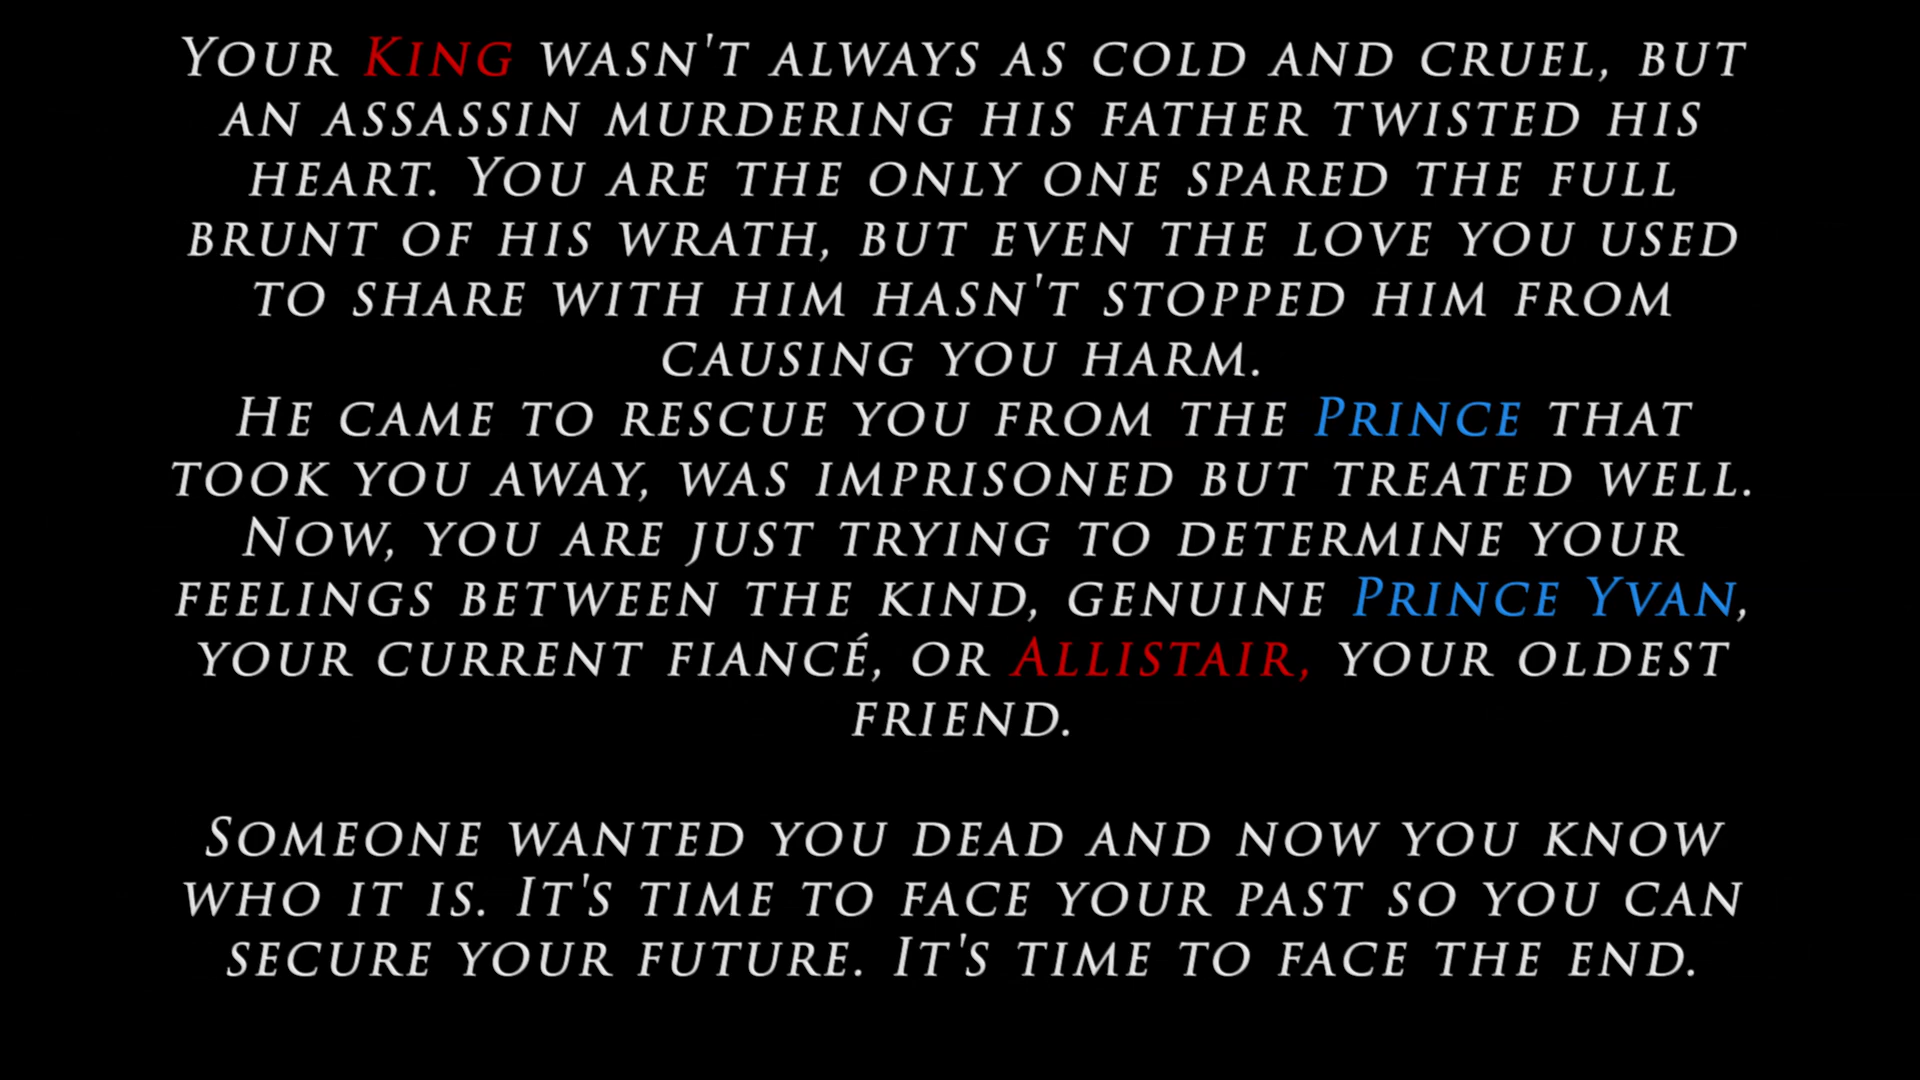 Your King wasn't always as cold and cruel, but
an assassin murdering his father twisted his
heart. You are the only one spared the full
brunt of his wrath, but even the love you used
to share with him hasn't stopped him from
causing you harm.
He came to rescue you from the Prince that
took you away, was imprisoned but treated well.
Now, you are just trying to determine your
feelings between the kind, genuine Prince Yvan,
your current fiancé, or Allistair, your oldest
friend.
Someone wanted you dead and now you know
who it is. It's time to face your past so you can
secure your future. It's time to face the end.